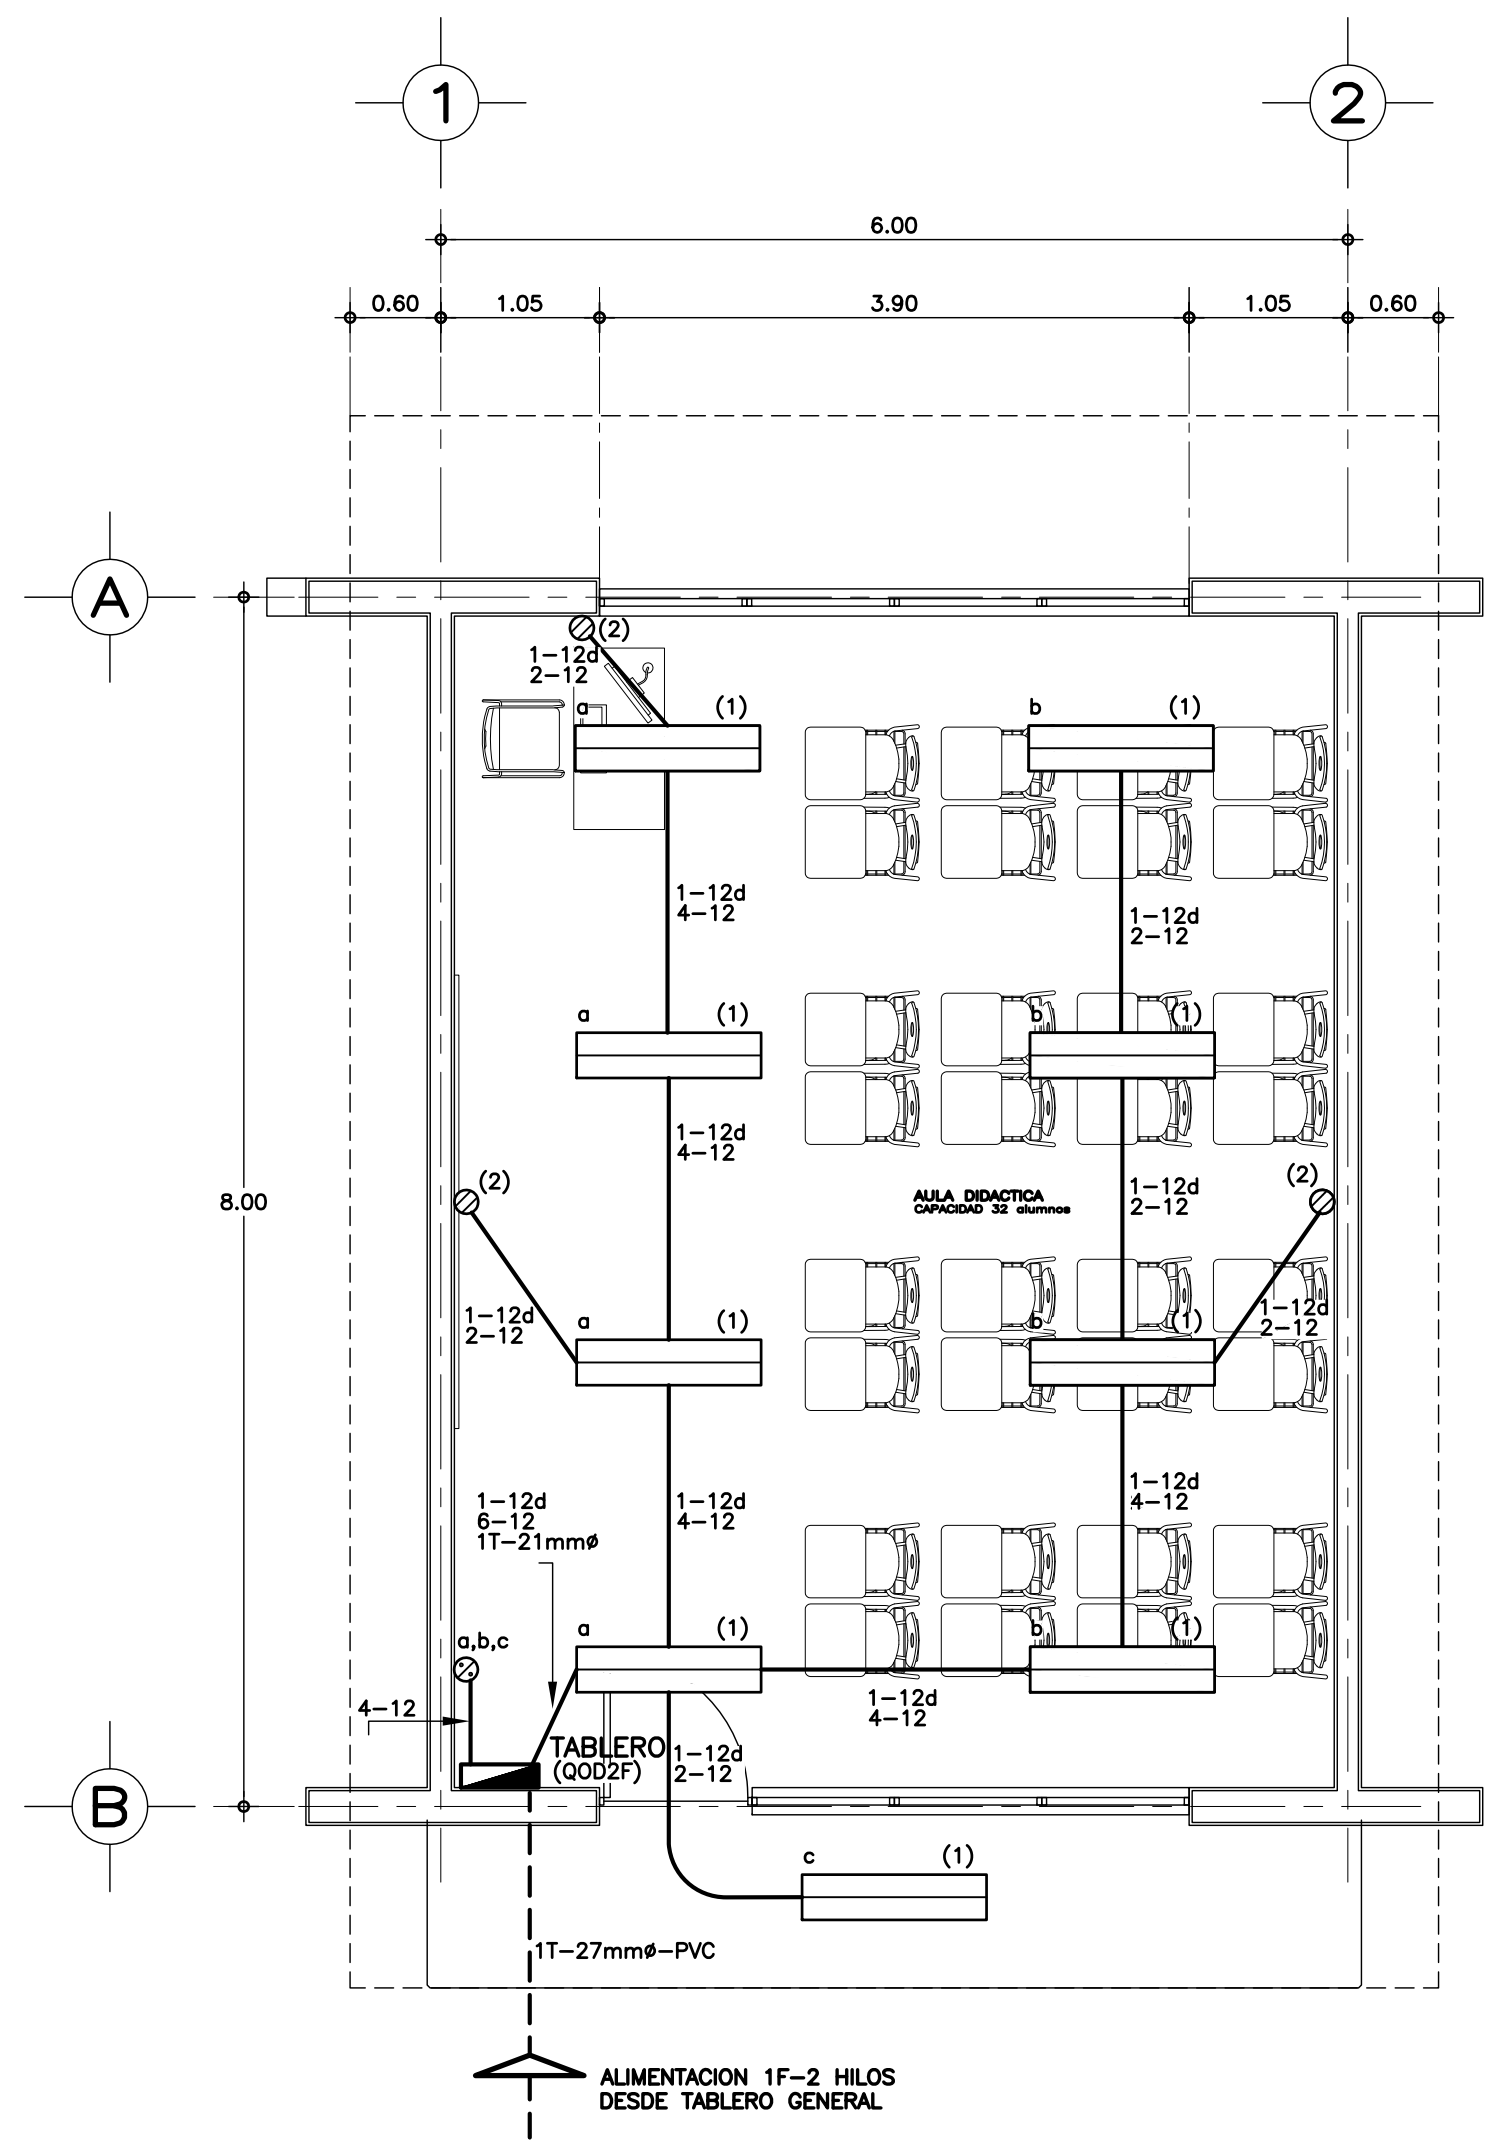 1
2
6.00
0.60
1.05
3.90
1.05
0.60
A
(2)
1-12d
2-12
a
(1)
b
(1)
1-12d
4-12
1-12d
2-12
a
(1)
b
(1)
1-12d
4-12
(2)
(2)
8.00
AULA DIDACTICA
CAPACIDAD 32 alumnos
1-12d
2-12
1-12d
2-12
1-12d
2-12
a
(1)
b
(1)
1-12d
6-12
1T-21mmø
1-12d
4-12
1-12d
4-12
a,b,c
a
(1)
b
(1)
4-12
1-12d
4-12
TABLERO
(QOD2F)
1-12d
2-12
B
c
(1)
1T-27mmø-PVC
ALIMENTACION 1F-2 HILOS
DESDE TABLERO GENERAL